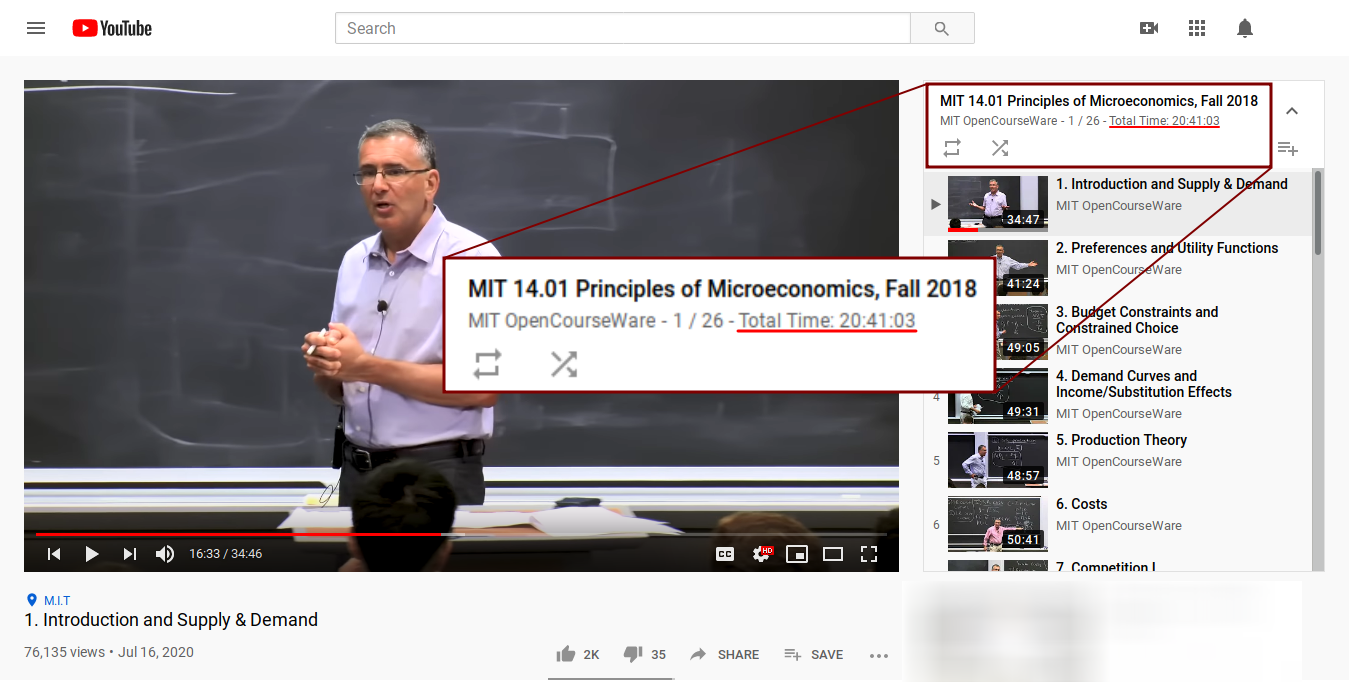 YouTube
Search
MIT 14.01 Principles of Microeconomics, Fall 2018
MIT OpenCourseWare - 1 / 26 - Total Time: 20:41:03
1. Introduction and Supply & Demand
MIT OpenCourseWare
34:47
2. Preferences and Utility Functions
MIT OpenCourseWare
41:24
3. Budget Constraints and
Constrained Choice
MIT OpenCourseWare
49:05
4
4. Demand Curves and
Income/Substitution Effects
MIT OpenCourseWare
49:31
5
5. Production Theory
MIT OpenCourseWare
48:57
6
6. Costs
MIT OpenCourseWare
50:41
7. Competition I
MIT 14.01 Principles of Microeconomics, Fall 2018
MIT OpenCourseWare - 1 / 26 - Total Time: 20:41:03
16:33 / 34:46
CC
HD
M.I.T
1. Introduction and Supply & Demand
76,135 views • Jul 16, 2020
2K
35
SHARE
SAVE